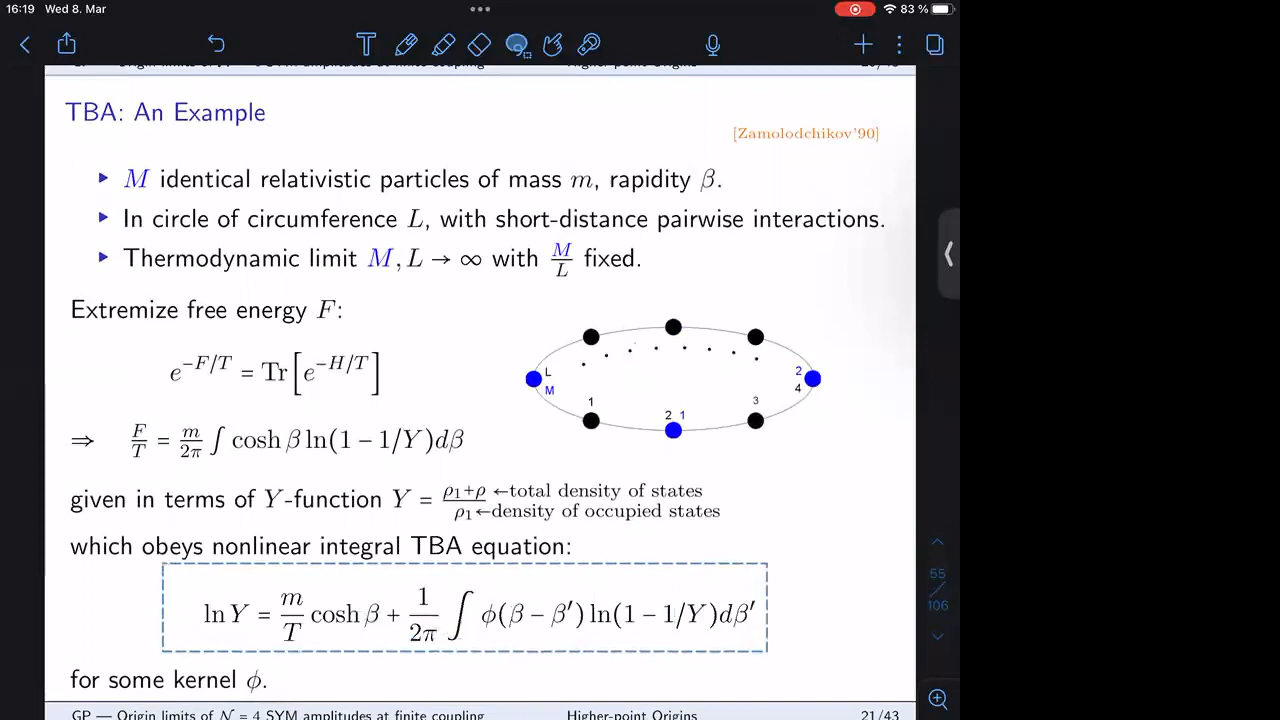 16:19 Wed 8. Mar
83 %
TBA: An Example
[Zamolodchikov'90]
M identical relativistic particles of mass m, rapidity β.
In circle of circumference L, with short-distance pairwise interactions.
Thermodynamic limit M, L → ∞ with M/L fixed.
Extremize free energy F:
e^{-F/T} = Tr[e^{-H/T}]
L
M
1
2 1
3
2
4
⇒ F/T = m/2π ∫ cosh β ln(1 − 1/Y)dβ
given in terms of Y-function Y = ρ₁+ρ ←total density of states
ρ₁←density of occupied states
which obeys nonlinear integral TBA equation:
ln Y = m/T cosh β + 1/2π ∫ φ(β − β′) ln(1 − 1/Y)dβ′
for some kernel φ.
55
106
GP — Origin limits of N = 4 SYM amplitudes at finite coupling Higher-point Origins 21/43